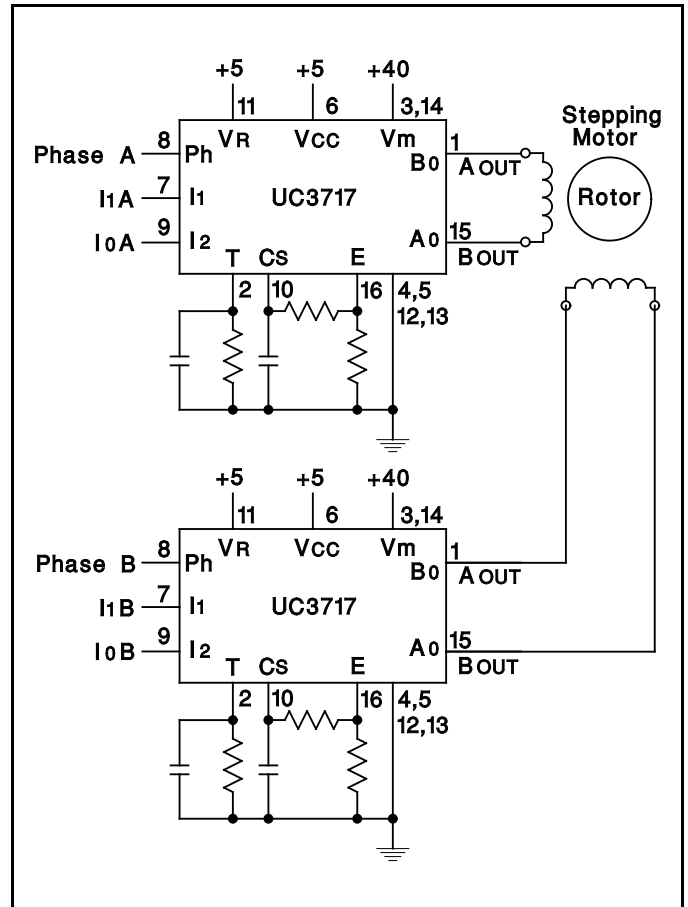 +5 +5 +40
11 6 3,14
Stepping
Motor
8 VR VCC Vm 1
Phase A Ph B0 A OUT
7
I1A I1 UC3717 Rotor
9 15
I0A I2 A0 B OUT
T CS E
2 10 16 4,5
12,13
+5 +5 +40
11 6 3,14
8 VR VCC Vm 1
Phase B Ph B0 A OUT
7
I1B I1 UC3717
9 15
I0B I2 A0 B OUT
T CS E
2 10 16 4,5
12,13